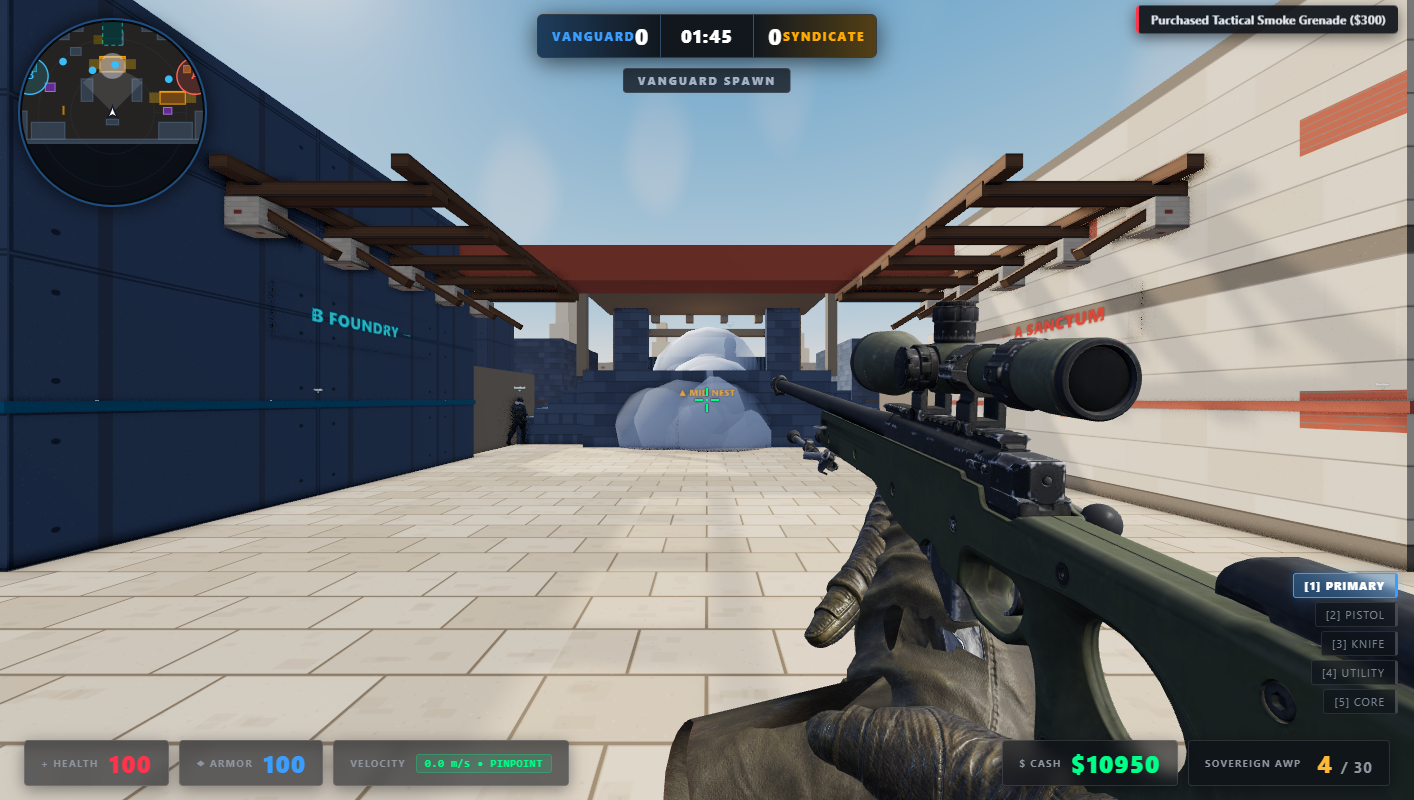 Purchased Tactical Smoke Grenade ($300)
VANGUARD 0 01:45 0 SYNDICATE
VANGUARD SPAWN
B FOUNDRY →
A SANCTUM
▲ MID NEST
[1] PRIMARY
[2] PISTOL
[3] KNIFE
[4] UTILITY
[5] CORE
+ HEALTH 100
◆ ARMOR 100
VELOCITY 0.0 m/s • PINPOINT
$ CASH $10950
SOVEREIGN AWP 4 / 30